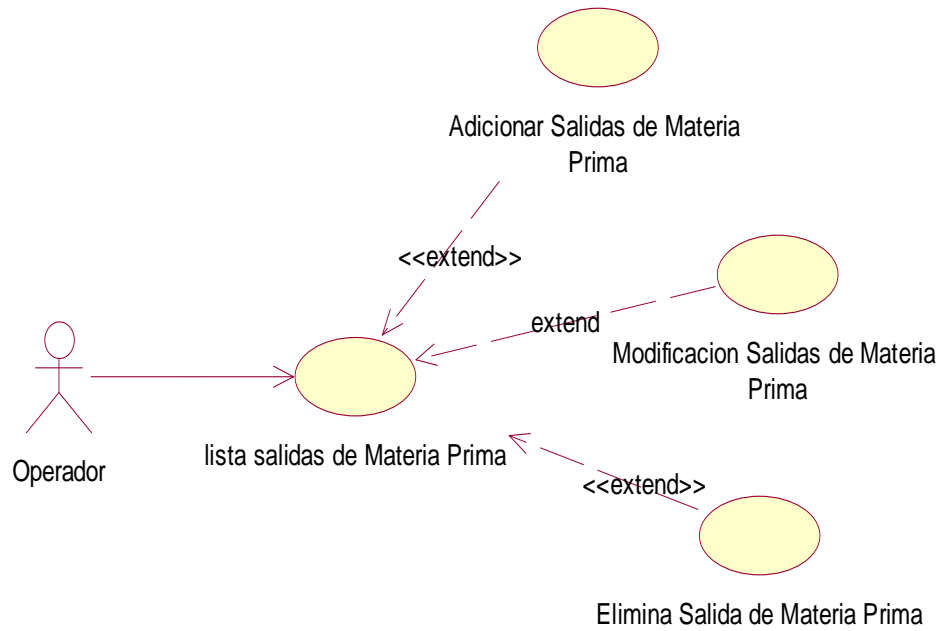 Adicionar Salidas de Materia
Prima
<<extend>>
extend
Modificacion Salidas de Materia
Prima
Operador
lista salidas de Materia Prima
<<extend>>
Elimina Salida de Materia Prima